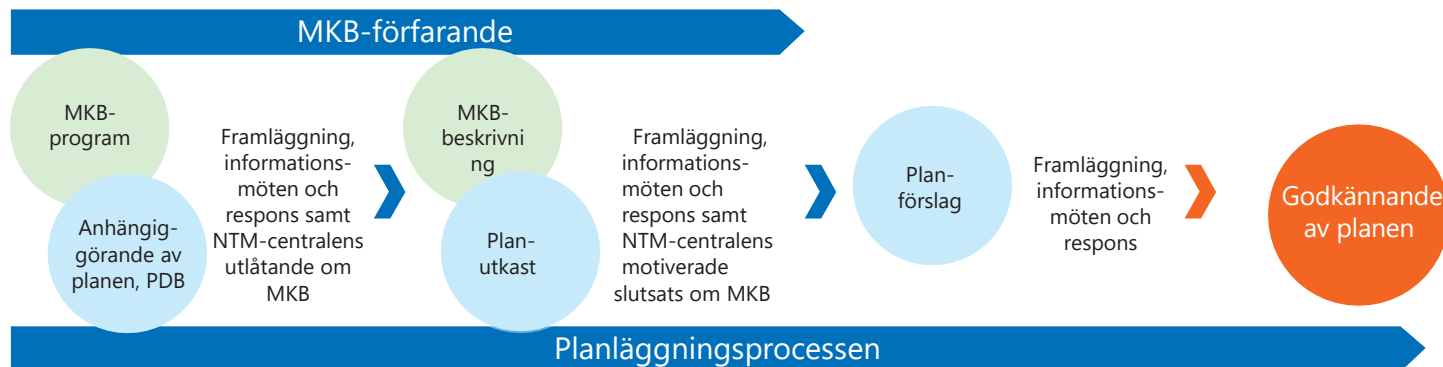 MKB-förfarande
MKB-
program
Anhängig-
görande av
planen, PDB
Framläggning,
informations-
möten och
respons samt
NTM-centralens
utlåtande om
MKB
MKB-
beskrivni
ng
Plan-
utkast
Framläggning,
informations-
möten och
respons samt
NTM-centralens
motiverade
slutsats om MKB
Plan-
förslag
Framläggning,
informations-
möten och
respons
Godkännande
av planen
Planläggningsprocessen